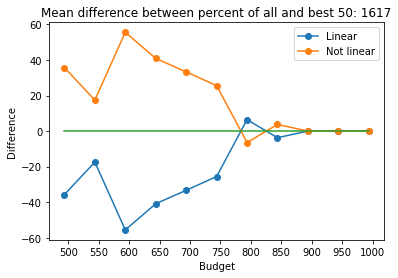 Mean difference between percent of all and best 50: 1617
Linear
Not linear
60
40
20
0
−20
−40
−60
Difference
500 550 600 650 700 750 800 850 900 950 1000
Budget